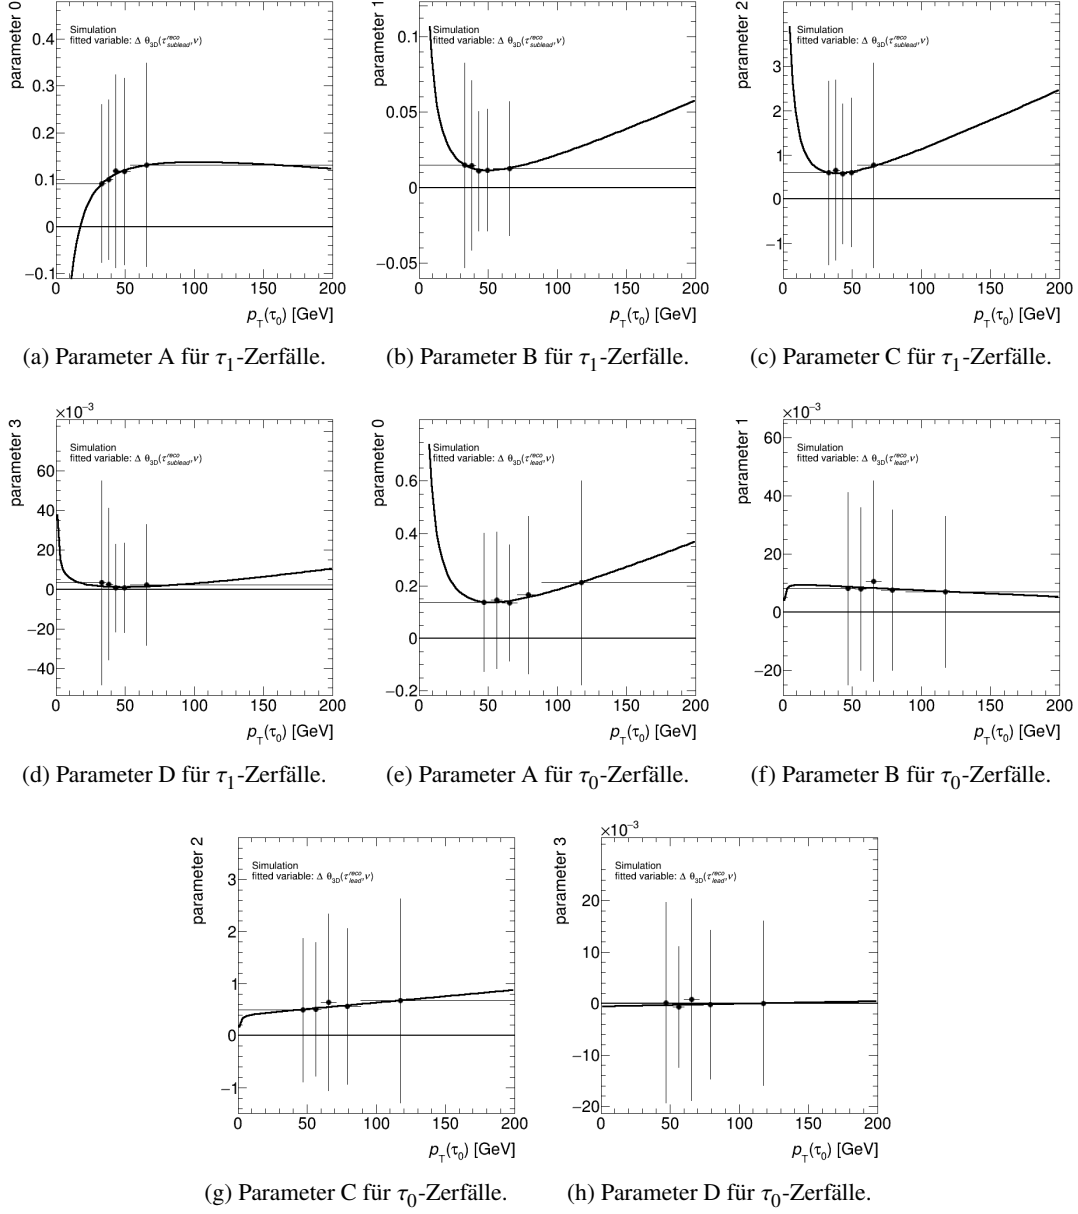 parameter 0
Simulation
fitted variable: Δ θ3D(τ^reco_sublead,ν)
0.4
0.3
0.2
0.1
0
−0.1
0 50 100 150 200
pT(τ0) [GeV]
(a) Parameter A für τ1-Zerfälle.
parameter 1
Simulation
fitted variable: Δ θ3D(τ^reco_sublead,ν)
0.1
0.05
0
−0.05
0 50 100 150 200
pT(τ0) [GeV]
(b) Parameter B für τ1-Zerfälle.
parameter 2
Simulation
fitted variable: Δ θ3D(τ^reco_sublead,ν)
3
2
1
0
−1
0 50 100 150 200
pT(τ0) [GeV]
(c) Parameter C für τ1-Zerfälle.
×10−3
parameter 3
Simulation
fitted variable: Δ θ3D(τ^reco_sublead,ν)
60
40
20
0
−20
−40
0 50 100 150 200
pT(τ0) [GeV]
(d) Parameter D für τ1-Zerfälle.
parameter 0
Simulation
fitted variable: Δ θ3D(τ^reco_lead,ν)
0.6
0.4
0.2
0
−0.2
0 50 100 150 200
pT(τ0) [GeV]
(e) Parameter A für τ0-Zerfälle.
×10−3
parameter 1
Simulation
fitted variable: Δ θ3D(τ^reco_lead,ν)
60
40
20
0
−20
0 50 100 150 200
pT(τ0) [GeV]
(f) Parameter B für τ0-Zerfälle.
parameter 2
Simulation
fitted variable: Δ θ3D(τ^reco_lead,ν)
3
2
1
0
−1
0 50 100 150 200
pT(τ0) [GeV]
(g) Parameter C für τ0-Zerfälle.
×10−3
parameter 3
Simulation
fitted variable: Δ θ3D(τ^reco_lead,ν)
20
10
0
−10
−20
0 50 100 150 200
pT(τ0) [GeV]
(h) Parameter D für τ0-Zerfälle.